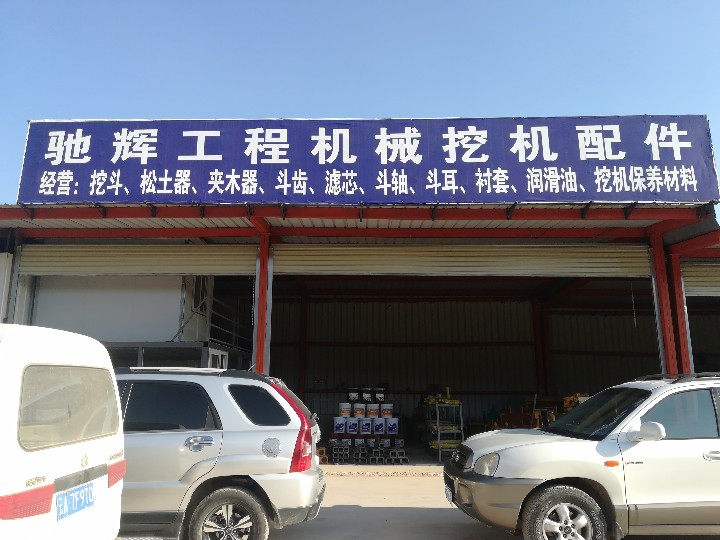 驰辉工程机械挖机配件
经营：挖斗、松土器、夹木器、斗齿、滤芯、斗轴、斗耳、衬套、润滑油、挖机保养材料